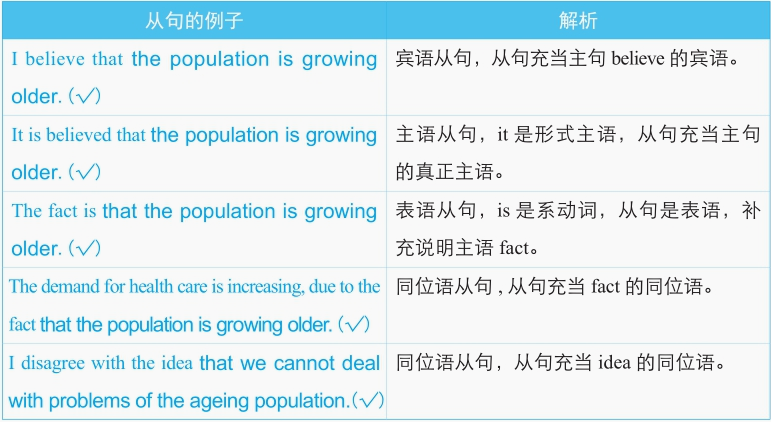 从句的例子 解析
I believe that the population is growing 宾语从句，从句充当主句 believe 的宾语。
older. (√)
It is believed that the population is growing 主语从句，it 是形式主语，从句充当主句
older. (√) 的真正主语。
The fact is that the population is growing 表语从句，is 是系动词，从句是表语，补
older. (√) 充说明主语 fact。
The demand for health care is increasing, due to the 同位语从句 , 从句充当 fact 的同位语。
fact that the population is growing older. (√)
I disagree with the idea that we cannot deal 同位语从句，从句充当 idea 的同位语。
with problems of the ageing population.(√)